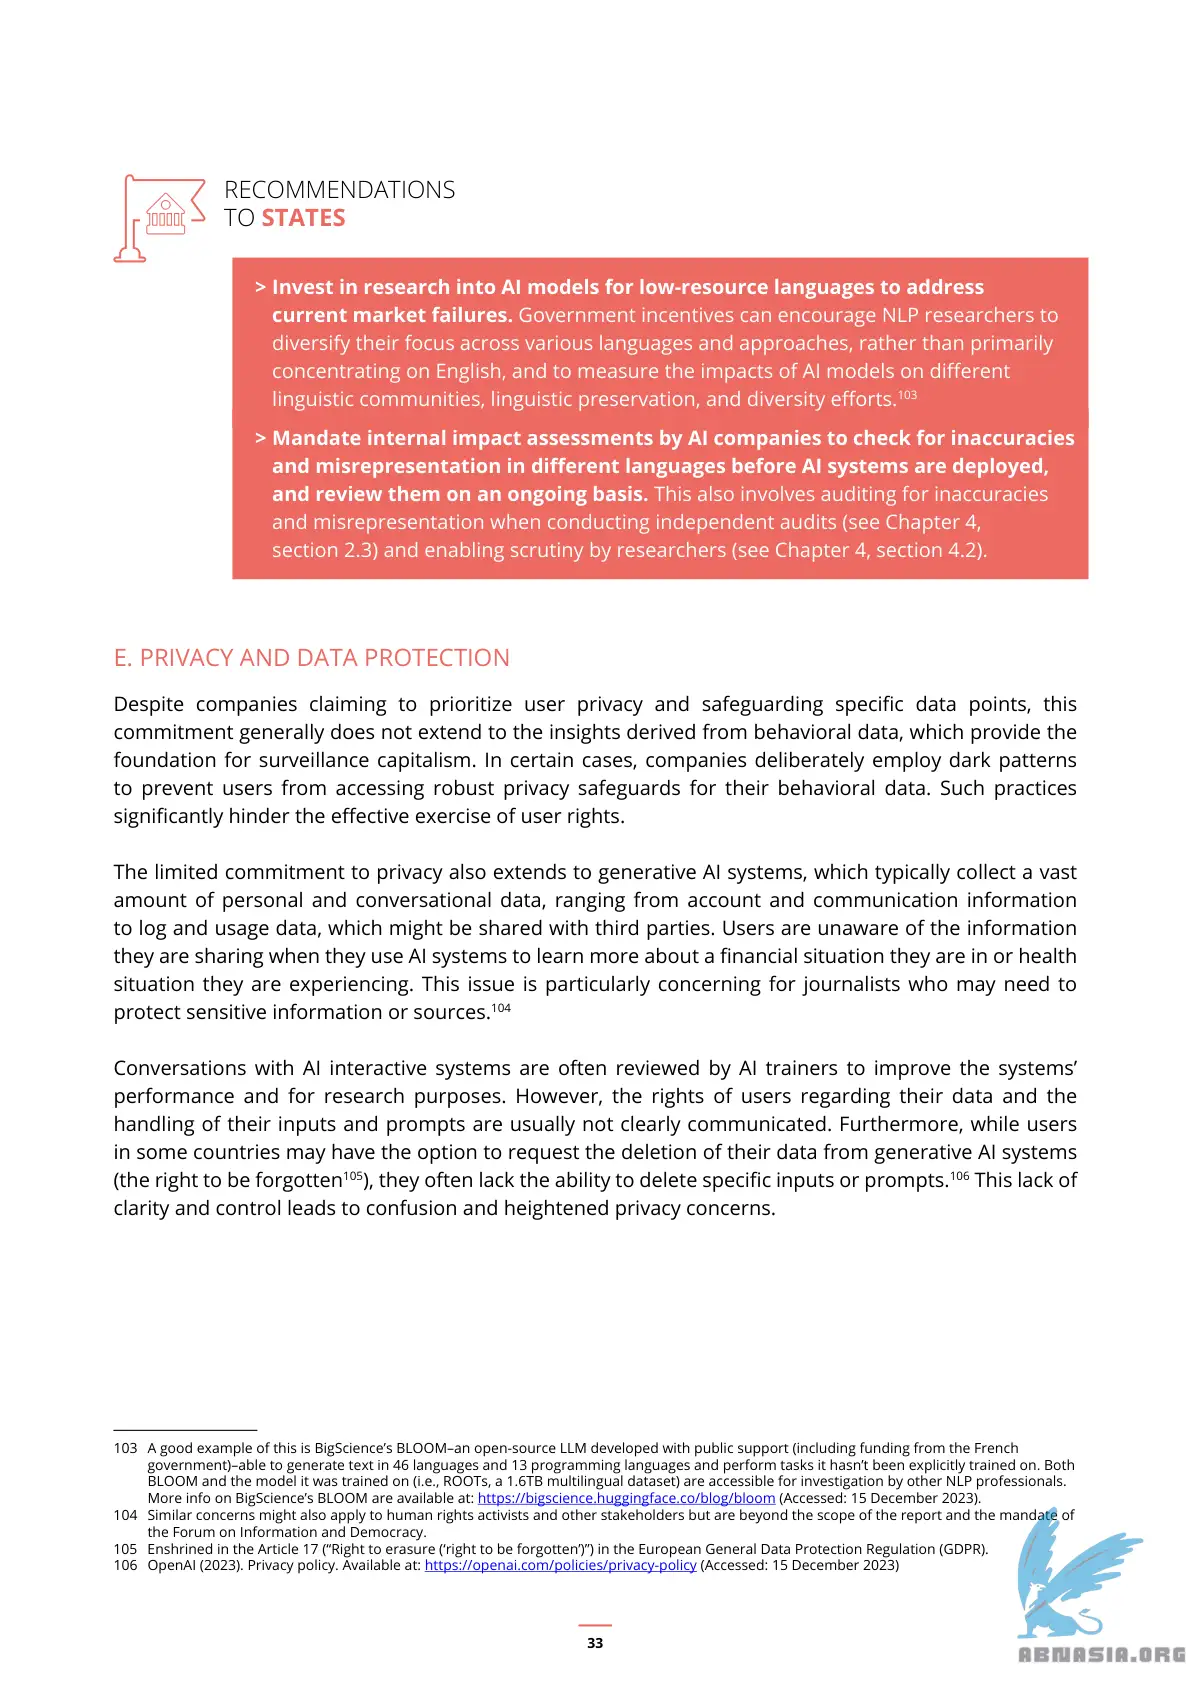 RECOMMENDATIONS
TO STATES
> Invest in research into AI models for low-resource languages to address
current market failures. Government incentives can encourage NLP researchers to
diversify their focus across various languages and approaches, rather than primarily
concentrating on English, and to measure the impacts of AI models on different
linguistic communities, linguistic preservation, and diversity efforts.103
> Mandate internal impact assessments by AI companies to check for inaccuracies
and misrepresentation in different languages before AI systems are deployed,
and review them on an ongoing basis. This also involves auditing for inaccuracies
and misrepresentation when conducting independent audits (see Chapter 4,
section 2.3) and enabling scrutiny by researchers (see Chapter 4, section 4.2).
E. PRIVACY AND DATA PROTECTION
Despite companies claiming to prioritize user privacy and safeguarding specific data points, this
commitment generally does not extend to the insights derived from behavioral data, which provide the
foundation for surveillance capitalism. In certain cases, companies deliberately employ dark patterns
to prevent users from accessing robust privacy safeguards for their behavioral data. Such practices
significantly hinder the effective exercise of user rights.
The limited commitment to privacy also extends to generative AI systems, which typically collect a vast
amount of personal and conversational data, ranging from account and communication information
to log and usage data, which might be shared with third parties. Users are unaware of the information
they are sharing when they use AI systems to learn more about a financial situation they are in or health
situation they are experiencing. This issue is particularly concerning for journalists who may need to
protect sensitive information or sources.104
Conversations with AI interactive systems are often reviewed by AI trainers to improve the systems’
performance and for research purposes. However, the rights of users regarding their data and the
handling of their inputs and prompts are usually not clearly communicated. Furthermore, while users
in some countries may have the option to request the deletion of their data from generative AI systems
(the right to be forgotten105), they often lack the ability to delete specific inputs or prompts.106 This lack of
clarity and control leads to confusion and heightened privacy concerns.
103 A good example of this is BigScience’s BLOOM–an open-source LLM developed with public support (including funding from the French
government)–able to generate text in 46 languages and 13 programming languages and perform tasks it hasn’t been explicitly trained on. Both
BLOOM and the model it was trained on (i.e., ROOTs, a 1.6TB multilingual dataset) are accessible for investigation by other NLP professionals.
More info on BigScience’s BLOOM are available at: https://bigscience.huggingface.co/blog/bloom (Accessed: 15 December 2023).
104 Similar concerns might also apply to human rights activists and other stakeholders but are beyond the scope of the report and the mandate of
the Forum on Information and Democracy.
105 Enshrined in the Article 17 (“Right to erasure (‘right to be forgotten’)”) in the European General Data Protection Regulation (GDPR).
106 OpenAI (2023). Privacy policy. Available at: https://openai.com/policies/privacy-policy (Accessed: 15 December 2023)
33
ABNASIA.ORG